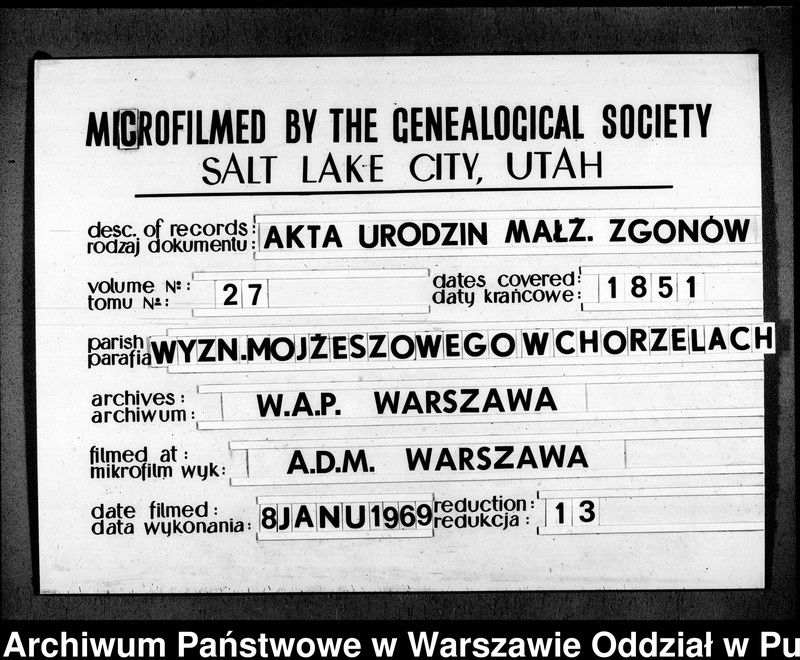 MICROFILMED BY THE GENEALOGICAL SOCIETY
SALT LAKE CITY, UTAH
desc. of records:
rodzaj dokumentu:
AKTA URODZIN MAŁŻ. ZGONÓW
volume №:
tomu №:
27
dates covered:
daty krańcowe:
1851
parish
parafia
WYZN.MOJŻESZOWEGO W CHORZELACH
archives:
archiwum:
W.A.P. WARSZAWA
filmed at:
mikrofilm wyk:
A.D.M. WARSZAWA
date filmed:
data wykonania:
8 JANU 1969
reduction:
redukcja:
13
Archiwum Państwowe w Warszawie Oddział w Pu